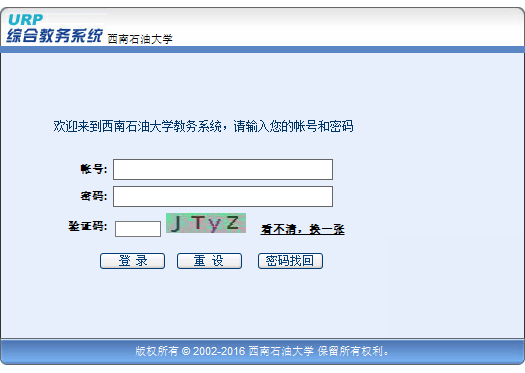 URP
综合教务系统 西南石油大学
欢迎来到西南石油大学教务系统，请输入您的帐号和密码
帐号:
密码:
验证码: JTyZ 看不清，换一张
登 录 重 设 密码找回
版权所有 © 2002-2016 西南石油大学 保留所有权利。